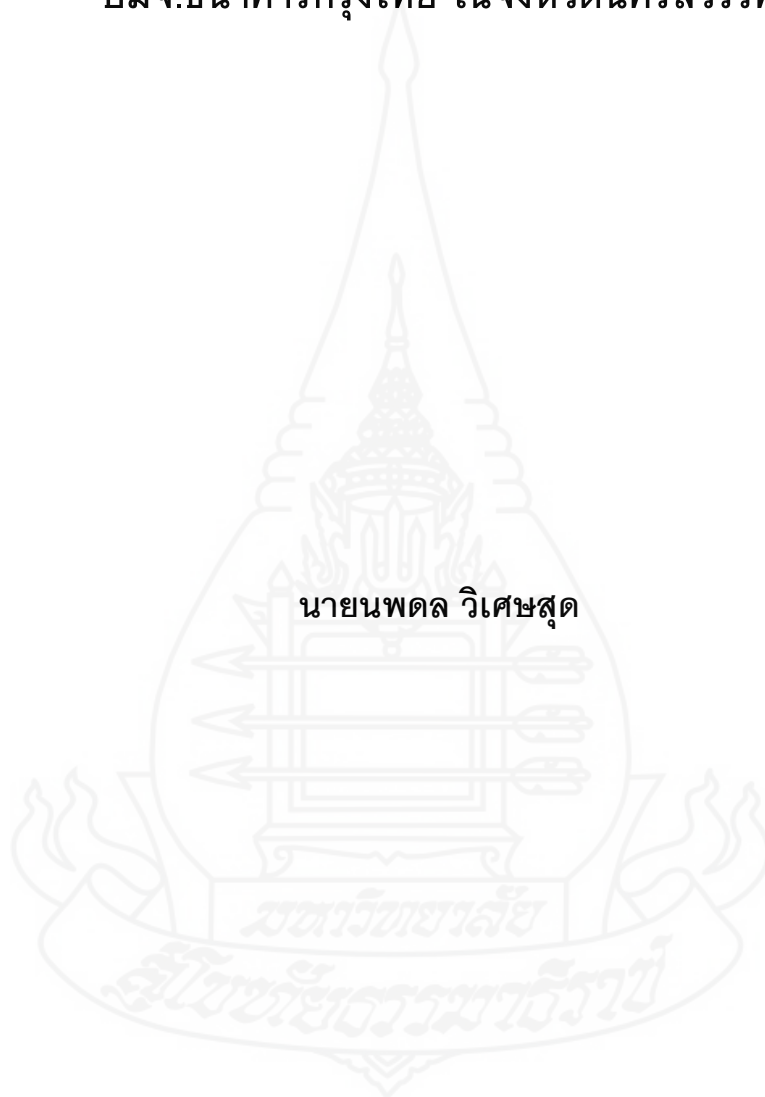 บมจ.ธนาคารกรุงไทย ในจังหวัดนครสวรรค์
นายนพดล วิเศษสุด
มหาวิทยาลัย
สุโขทัยธรรมาธิราช